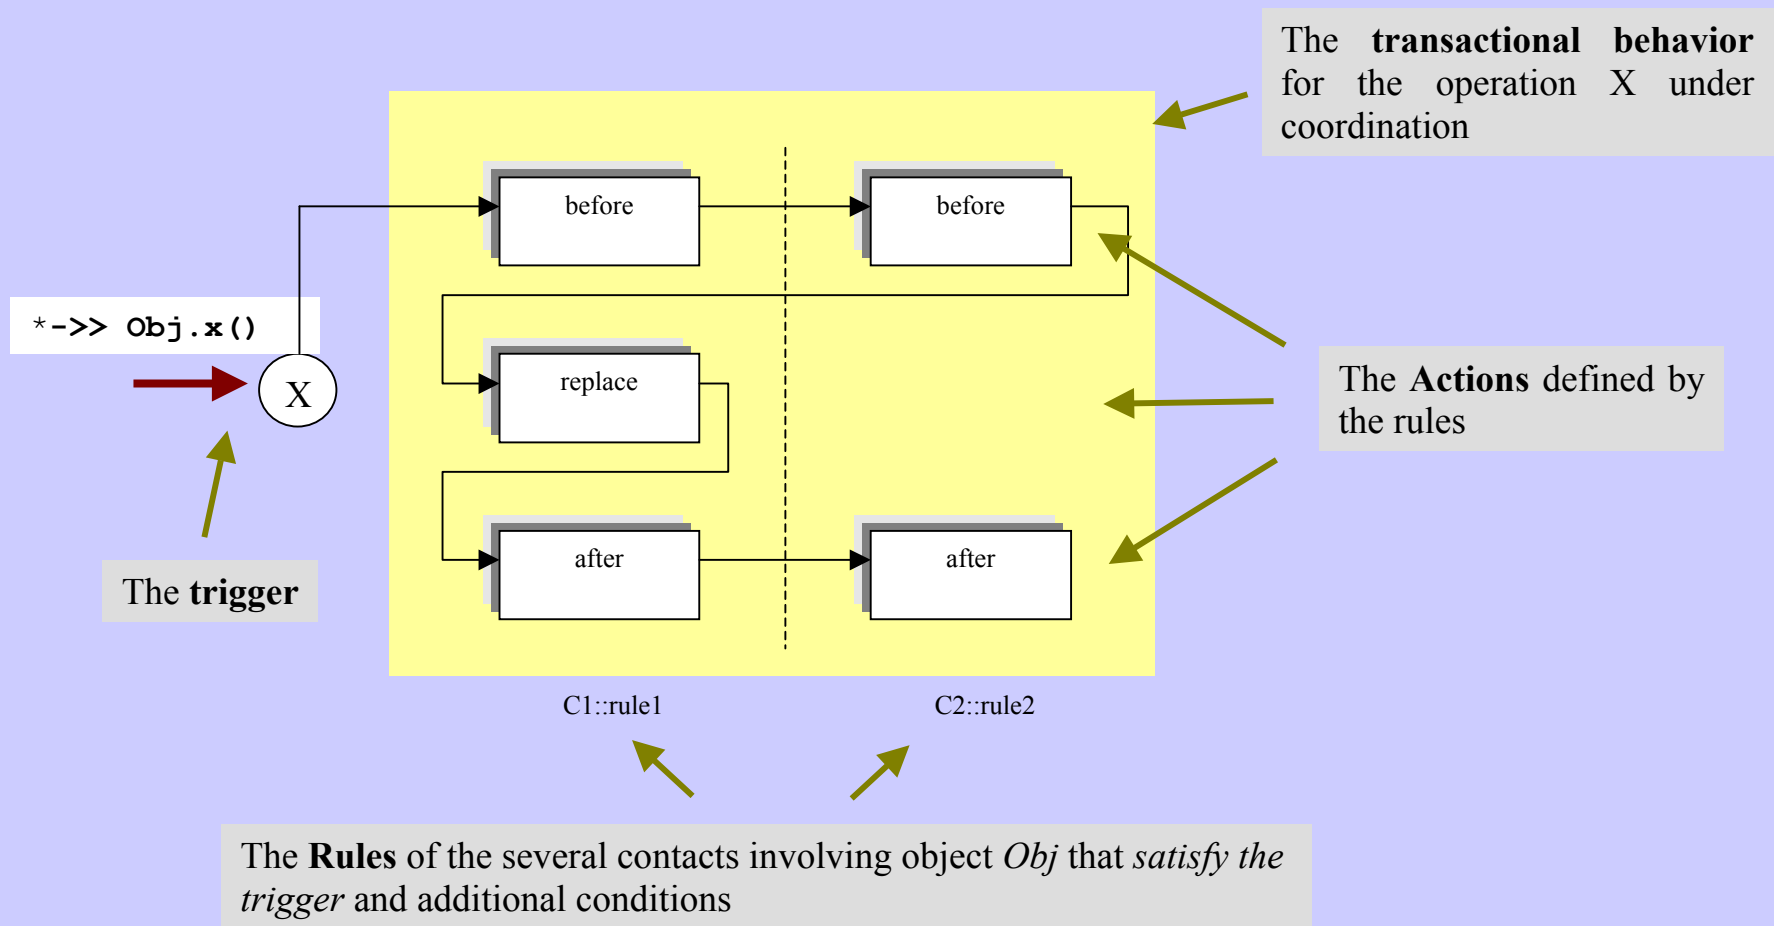 The transactional behavior
for the operation X under
coordination
before
before
*->> Obj.x()
X
replace
The Actions defined by
the rules
after
after
The trigger
C1::rule1
C2::rule2
The Rules of the several contacts involving object Obj that satisfy the
trigger and additional conditions